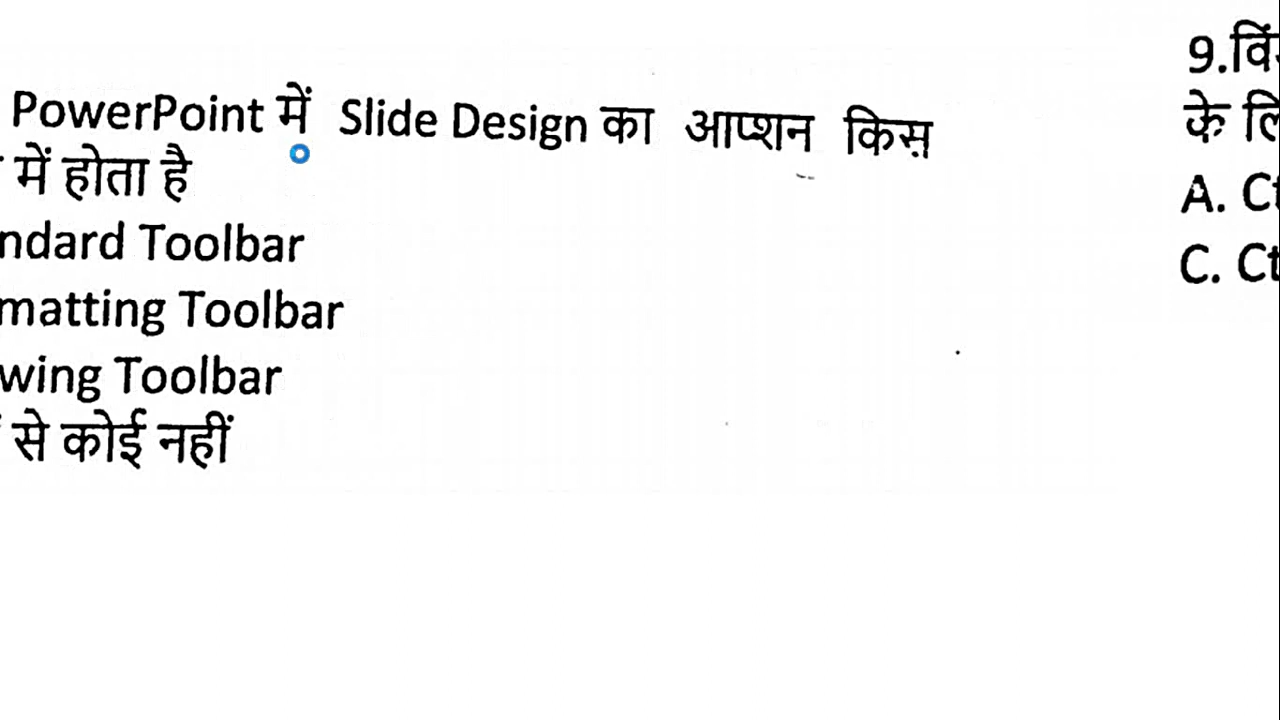 PowerPoint में Slide Design का आप्शन किस
में होता है
ndard Toolbar
matting Toolbar
wing Toolbar
से कोई नहीं
9.विं
के लि
A. Ct
C. Ct